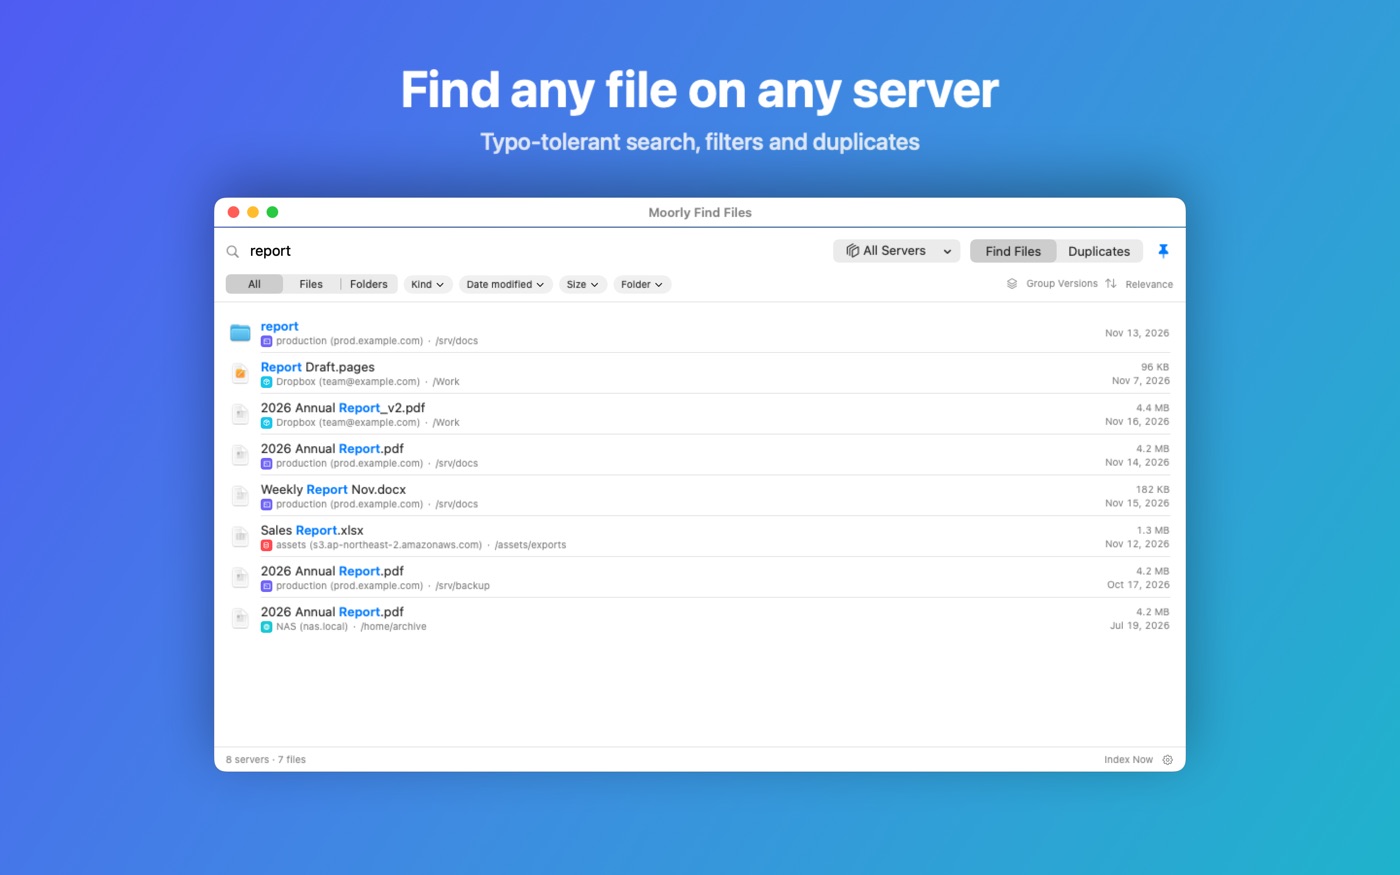 Find any file on any server
Typo-tolerant search, filters and duplicates
Moorly Find Files
report
All Servers
Find Files
Duplicates
All
Files
Folders
Kind
Date modified
Size
Folder
Group Versions
Relevance
report
production (prod.example.com) · /srv/docs
Nov 13, 2026
Report Draft.pages
96 KB
Dropbox (team@example.com) · /Work
Nov 7, 2026
2026 Annual Report_v2.pdf
4.4 MB
Dropbox (team@example.com) · /Work
Nov 16, 2026
2026 Annual Report.pdf
4.2 MB
production (prod.example.com) · /srv/docs
Nov 14, 2026
Weekly Report Nov.docx
182 KB
production (prod.example.com) · /srv/docs
Nov 15, 2026
Sales Report.xlsx
1.3 MB
assets (s3.ap-northeast-2.amazonaws.com) · /assets/exports
Nov 12, 2026
2026 Annual Report.pdf
4.2 MB
production (prod.example.com) · /srv/backup
Oct 17, 2026
2026 Annual Report.pdf
4.2 MB
NAS (nas.local) · /home/archive
Jul 19, 2026
8 servers · 7 files
Index Now